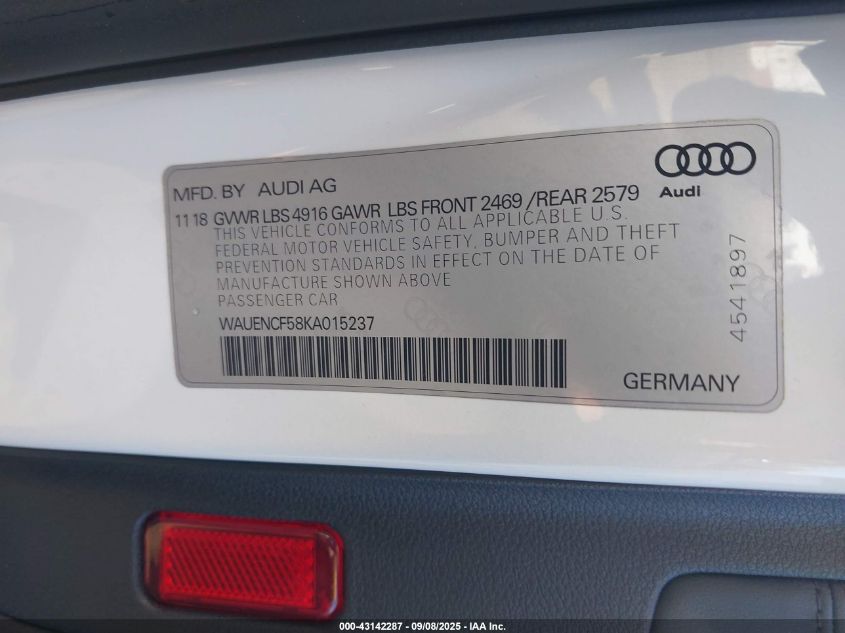 MFD. BY AUDI AG
Audi
11 18 GVWR LBS 4916 GAWR LBS FRONT 2469 /REAR 2579
THIS VEHICLE CONFORMS TO ALL APPLICABLE U.S.
FEDERAL MOTOR VEHICLE SAFETY, BUMPER AND THEFT
PREVENTION STANDARDS IN EFFECT ON THE DATE OF
MANUFACTURE SHOWN ABOVE
PASSENGER CAR
WAUENCF58KA015237
4541897
GERMANY
000-43142287 - 09/08/2025 - IAA Inc.